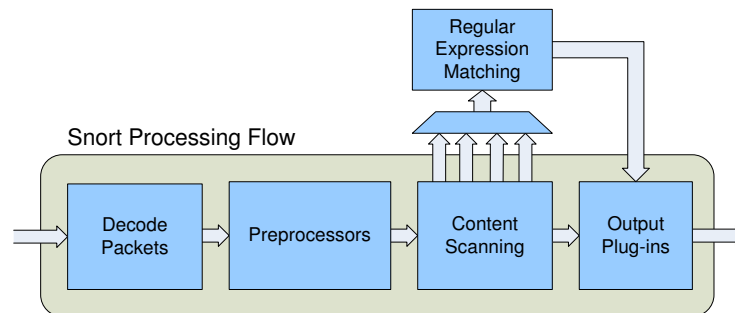 Regular
Expression
Matching
Snort Processing Flow
Decode
Packets
Preprocessors
Content
Scanning
Output
Plug-ins